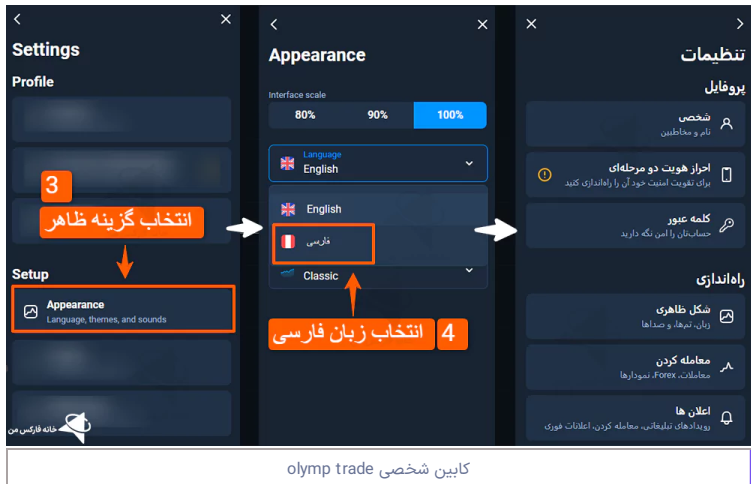 Settings
Profile
3
انتخاب گزینه ظاهر
Setup
Appearance
Language, themes, and sounds
خانه فارکس من
Appearance
Interface scale
80% 90% 100%
Language
English
English
فارسی
Classic
4 انتخاب زبان فارسی
تنظیمات
پروفایل
شخصی
نام و مخاطبین
احراز هویت دو مرحله‌ای
برای تقویت امنیت خود آن را راه‌اندازی کنید
کلمه عبور
حساب‌تان را امن نگه دارید
راه‌اندازی
شکل ظاهری
زبان، تم‌ها، و صداها
معامله کردن
معاملات، Forex، نمودارها
اعلان ها
رویدادهای تبلیغاتی، معامله کردن، اعلانات فوری
کابین شخصی olymp trade